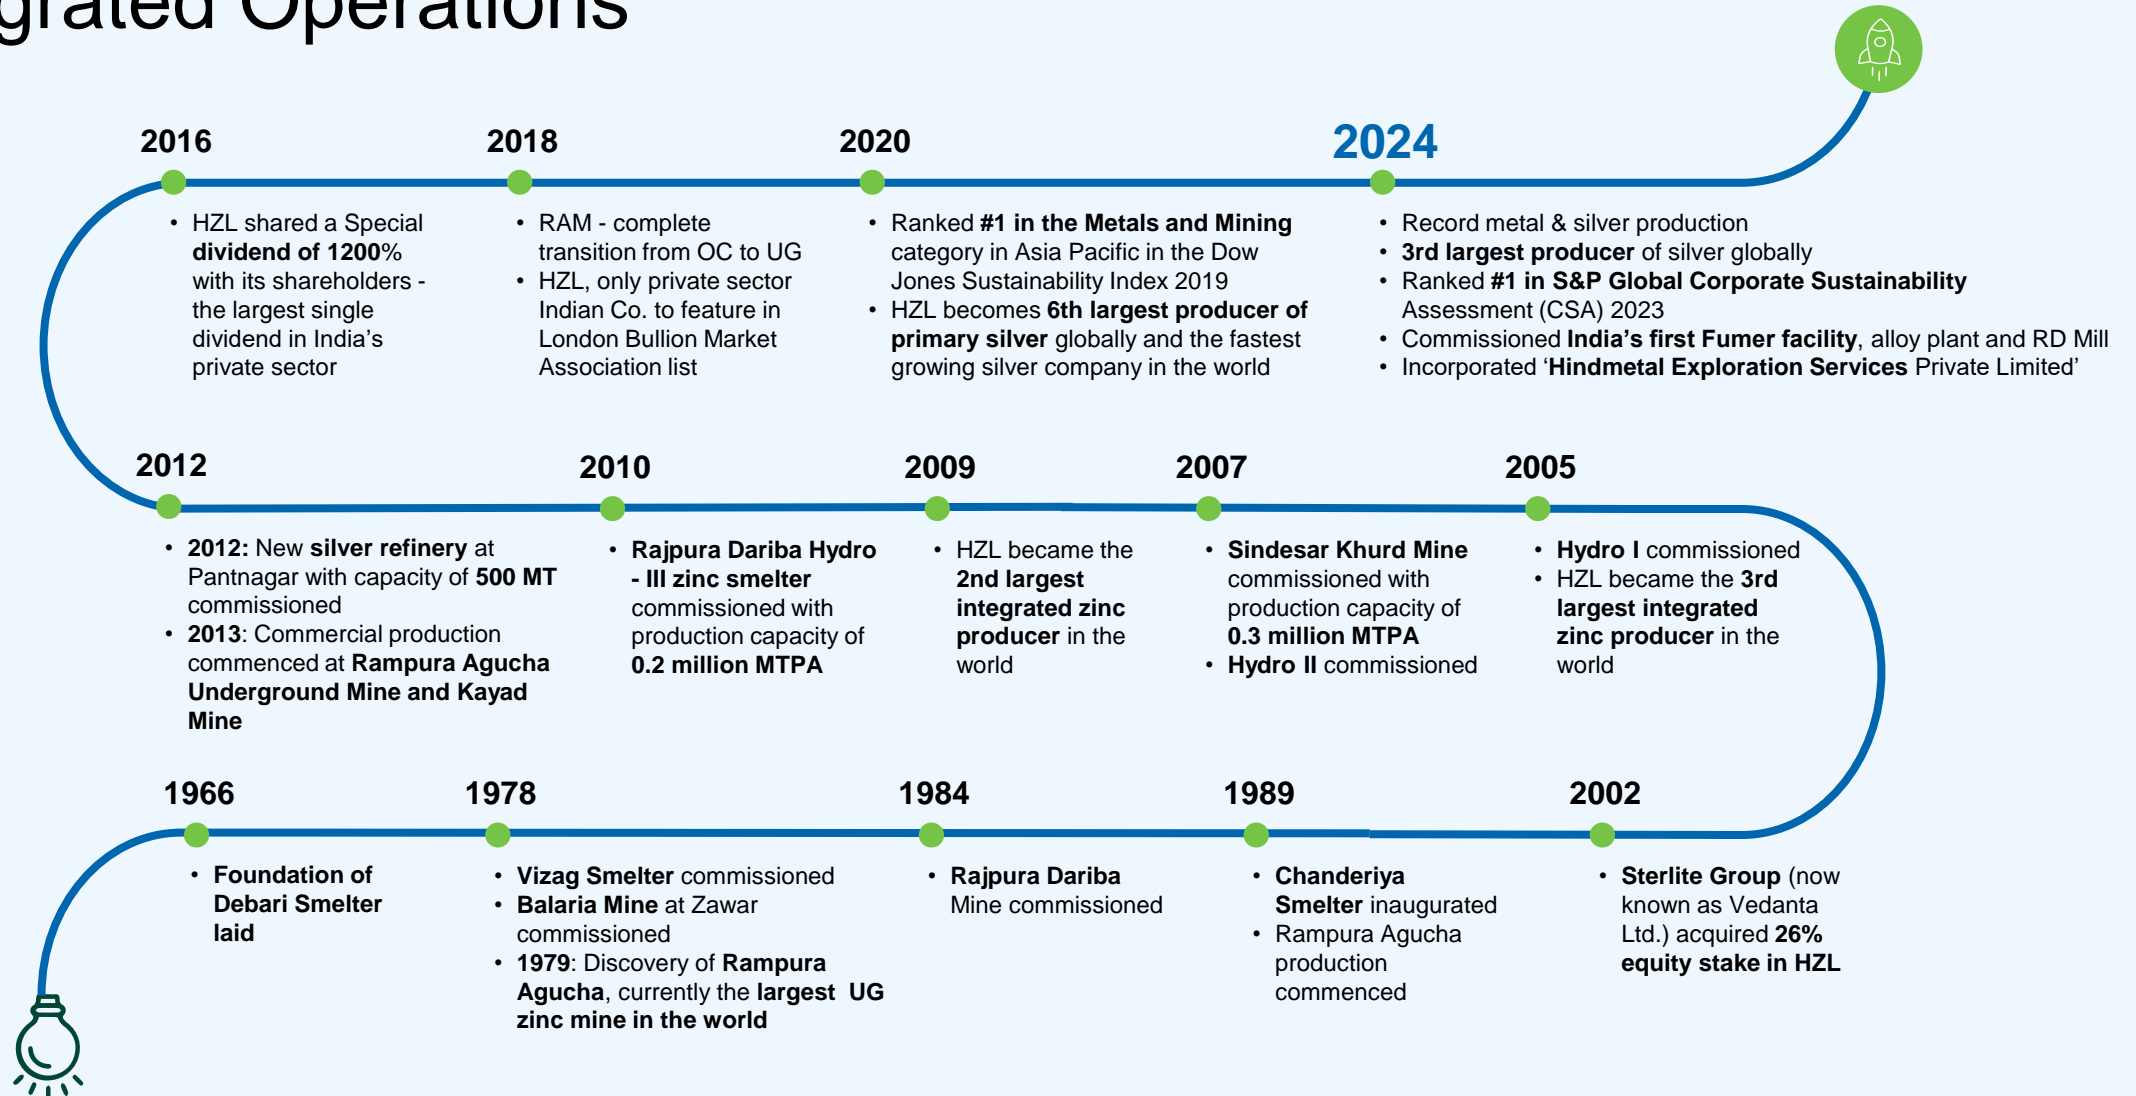 grated Operations
2016
• HZL shared a Special
dividend of 1200%
with its shareholders -
the largest single
dividend in India’s
private sector
2018
• RAM - complete
transition from OC to UG
• HZL, only private sector
Indian Co. to feature in
London Bullion Market
Association list
2020
• Ranked #1 in the Metals and Mining
category in Asia Pacific in the Dow
Jones Sustainability Index 2019
• HZL becomes 6th largest producer of
primary silver globally and the fastest
growing silver company in the world
2024
• Record metal & silver production
• 3rd largest producer of silver globally
• Ranked #1 in S&P Global Corporate Sustainability
Assessment (CSA) 2023
• Commissioned India’s first Fumer facility, alloy plant and RD Mill
• Incorporated ‘Hindmetal Exploration Services Private Limited’
2012
• 2012: New silver refinery at
Pantnagar with capacity of 500 MT
commissioned
• 2013: Commercial production
commenced at Rampura Agucha
Underground Mine and Kayad
Mine
2010
• Rajpura Dariba Hydro
- III zinc smelter
commissioned with
production capacity of
0.2 million MTPA
2009
• HZL became the
2nd largest
integrated zinc
producer in the
world
2007
• Sindesar Khurd Mine
commissioned with
production capacity of
0.3 million MTPA
• Hydro II commissioned
2005
• Hydro I commissioned
• HZL became the 3rd
largest integrated
zinc producer in the
world
1966
• Foundation of
Debari Smelter
laid
1978
• Vizag Smelter commissioned
• Balaria Mine at Zawar
commissioned
• 1979: Discovery of Rampura
Agucha, currently the largest UG
zinc mine in the world
1984
• Rajpura Dariba
Mine commissioned
1989
• Chanderiya
Smelter inaugurated
• Rampura Agucha
production
commenced
2002
• Sterlite Group (now
known as Vedanta
Ltd.) acquired 26%
equity stake in HZL